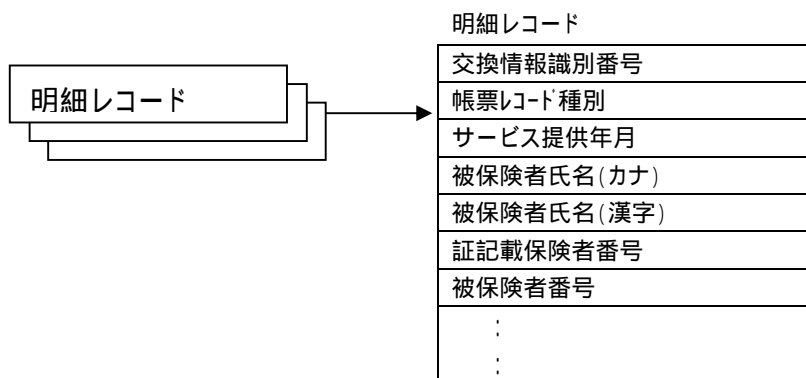 明細レコード
明細レコード
交換情報識別番号
帳票ﾚｺｰﾄﾞ種別
サービス提供年月
被保険者氏名(カナ)
被保険者氏名(漢字)
証記載保険者番号
被保険者番号
:
: